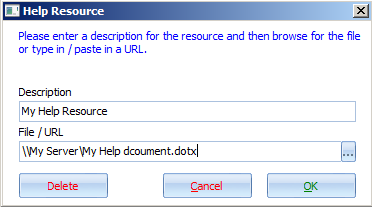 Help Resource
Please enter a description for the resource and then browse for the file
or type in / paste in a URL.
Description
My Help Resource
File / URL
\\My Server\My Help dcoument.dotx
...
Delete
Cancel
OK